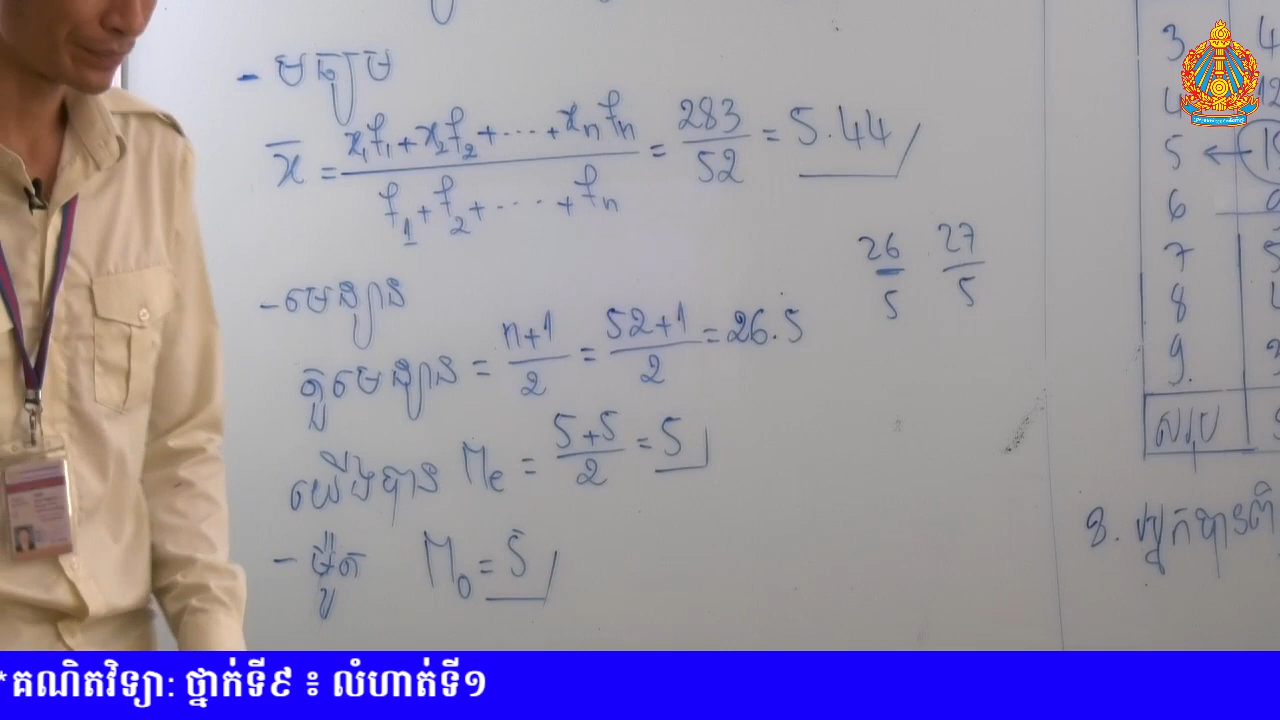 - មធ្យម
x̄ = (x₁f₁ + x₂f₂ + ... + xₙfₙ) / (f₁ + f₂ + .... + fₙ) = 283/52 = 5.44
26/5 27/5
- មេដ្យាន
តួមេដ្យាន = (n+1)/2 = (52+1)/2 = 26.5
យើងបាន Me = (5+5)/2 = 5
- ម៉ូត M₀ = 5
3
4
5 ←
6
7
8
9.
សរុប
*គណិតវិទ្យា: ថ្នាក់ទី៩ ៖ លំហាត់ទី១